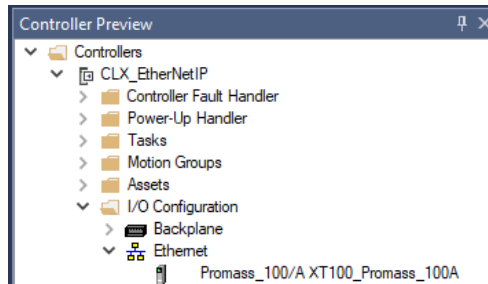 Controller Preview
Controllers
CLX_EtherNetIP
Controller Fault Handler
Power-Up Handler
Tasks
Motion Groups
Assets
I/O Configuration
Backplane
Ethernet
Promass_100/A XT100_Promass_100A